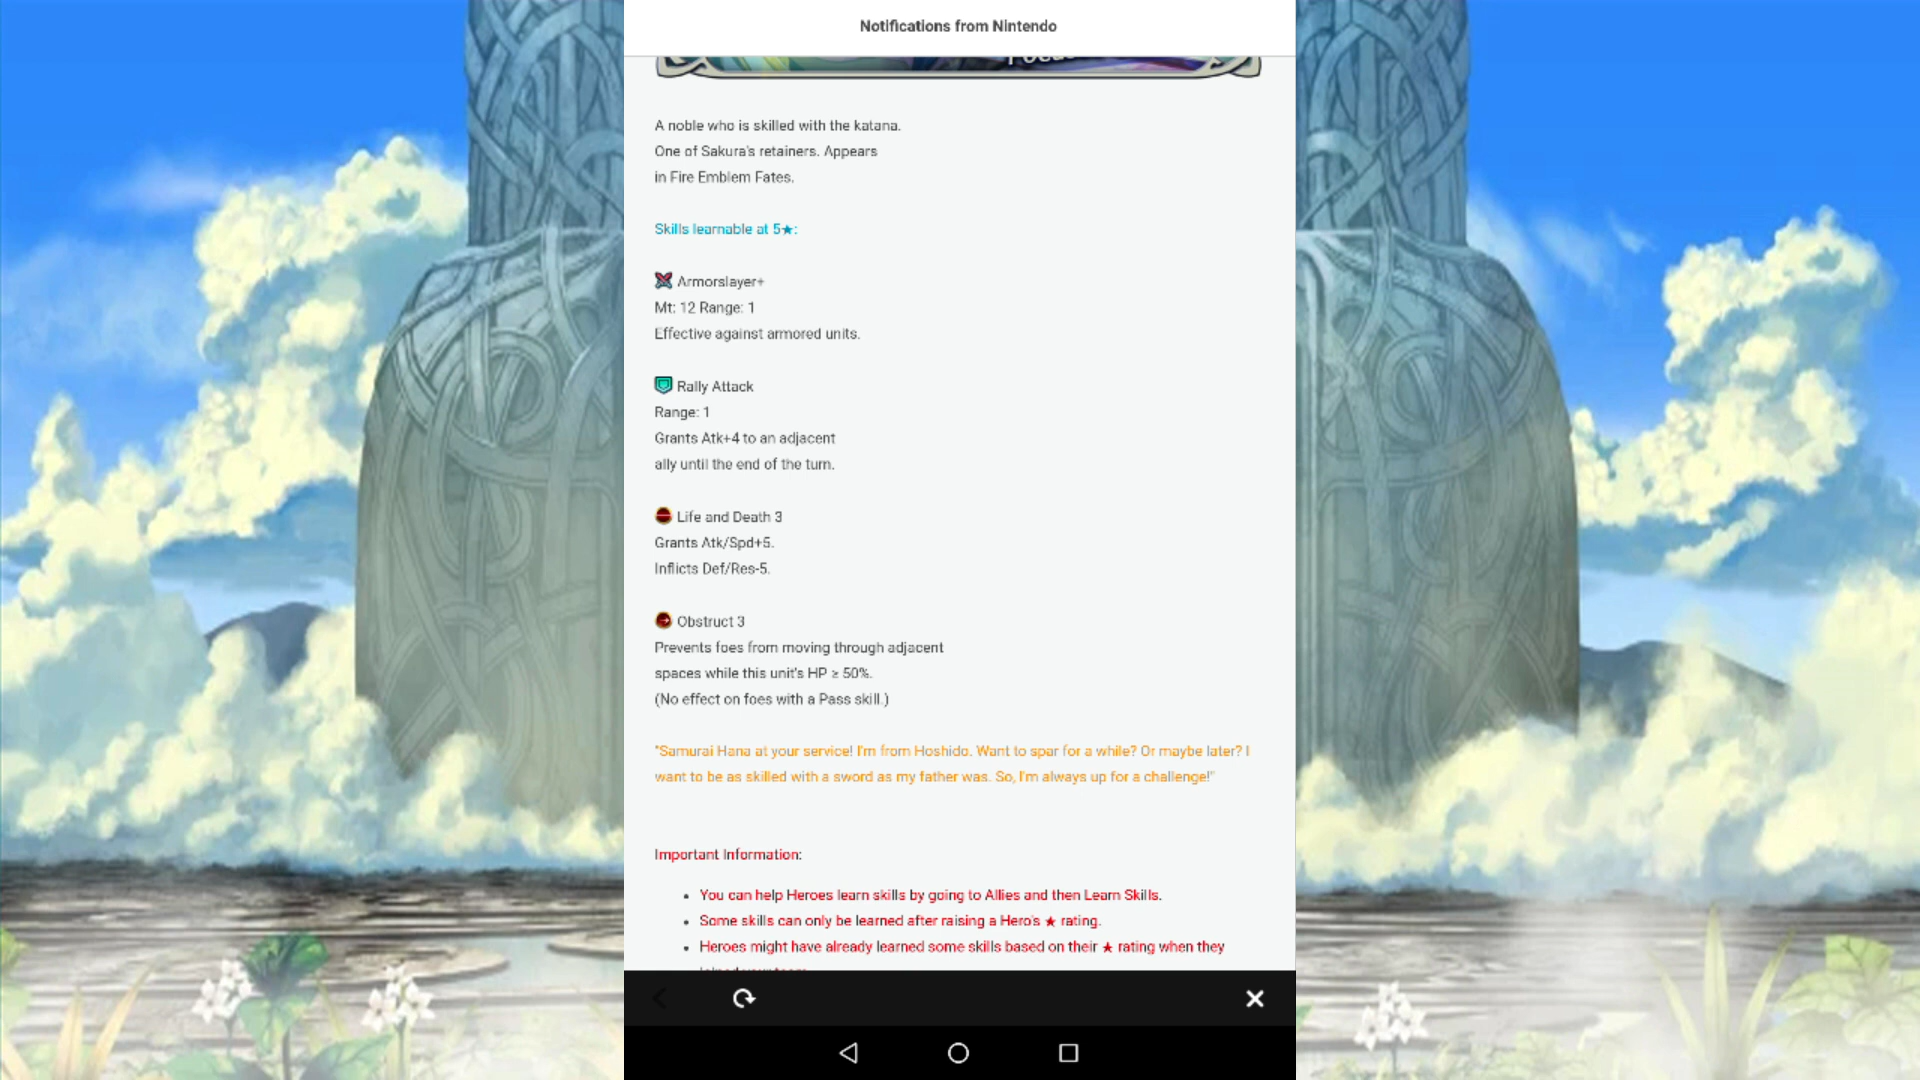 Notifications from Nintendo
A noble who is skilled with the katana.
One of Sakura's retainers. Appears
in Fire Emblem Fates.
Skills learnable at 5★:
Armorslayer+
Mt: 12 Range: 1
Effective against armored units.
Rally Attack
Range: 1
Grants Atk+4 to an adjacent
ally until the end of the turn.
Life and Death 3
Grants Atk/Spd+5.
Inflicts Def/Res-5.
Obstruct 3
Prevents foes from moving through adjacent
spaces while this unit's HP ≥ 50%.
(No effect on foes with a Pass skill.)
"Samurai Hana at your service! I'm from Hoshido. Want to spar for a while? Or maybe later? I
want to be as skilled with a sword as my father was. So, I'm always up for a challenge!"
Important Information:
• You can help Heroes learn skills by going to Allies and then Learn Skills.
• Some skills can only be learned after raising a Hero's ★ rating.
• Heroes might have already learned some skills based on their ★ rating when they